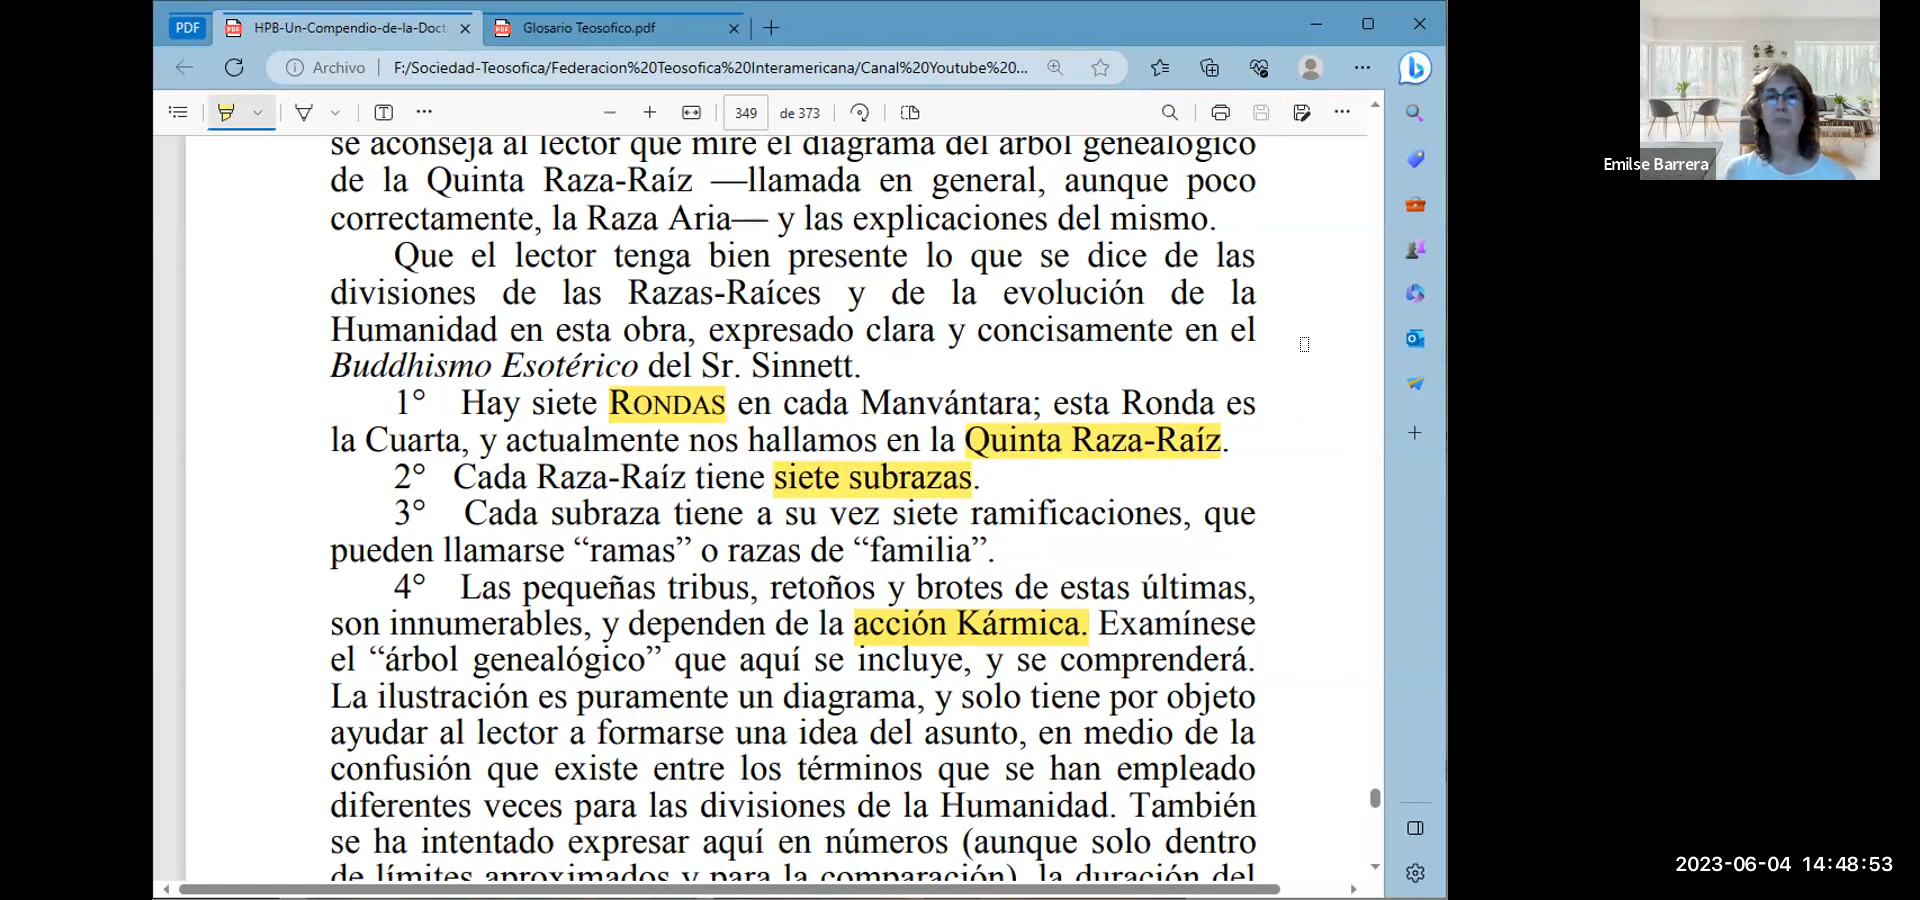 PDF HPB-Un-Compendio-de-la-Doct Glosario Teosofico.pdf
Archivo F:/Sociedad-Teosofica/Federacion%20Teosofica%20Interamericana/Canal%20Youtube%20...
349 de 373
se aconseja al lector que mire el diagrama del árbol genealógico
de la Quinta Raza-Raíz —llamada en general, aunque poco
correctamente, la Raza Aria— y las explicaciones del mismo.
Que el lector tenga bien presente lo que se dice de las
divisiones de las Razas-Raíces y de la evolución de la
Humanidad en esta obra, expresado clara y concisamente en el
Buddhismo Esotérico del Sr. Sinnett.
1° Hay siete RONDAS en cada Manvántara; esta Ronda es
la Cuarta, y actualmente nos hallamos en la Quinta Raza-Raíz.
2° Cada Raza-Raíz tiene siete subrazas.
3° Cada subraza tiene a su vez siete ramificaciones, que
pueden llamarse “ramas” o razas de “familia”.
4° Las pequeñas tribus, retoños y brotes de estas últimas,
son innumerables, y dependen de la acción Kármica. Examínese
el “árbol genealógico” que aquí se incluye, y se comprenderá.
La ilustración es puramente un diagrama, y solo tiene por objeto
ayudar al lector a formarse una idea del asunto, en medio de la
confusión que existe entre los términos que se han empleado
diferentes veces para las divisiones de la Humanidad. También
se ha intentado expresar aquí en números (aunque solo dentro
de límites aproximados y para la comparación), la duración del
Emilse Barrera
2023-06-04 14:48:53